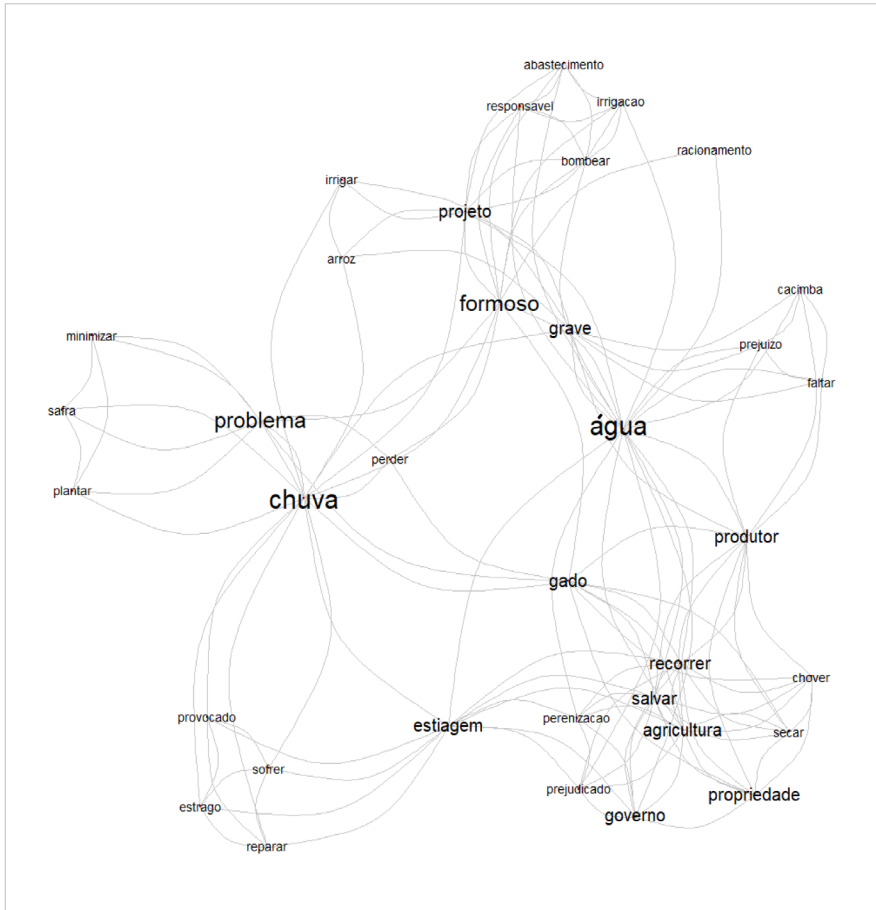 abastecimento
responsavel
irrigacao
bombear
racionamento
irrigar
projeto
arroz
cacimba
formoso
grave
minimizar
prejuizo
faltar
safra
problema
água
perder
plantar
chuva
produtor
gado
recorrer
chover
salvar
provocado
estiagem
perenizacao
agricultura
secar
sofrer
prejudicado
propriedade
estrago
governo
reparar